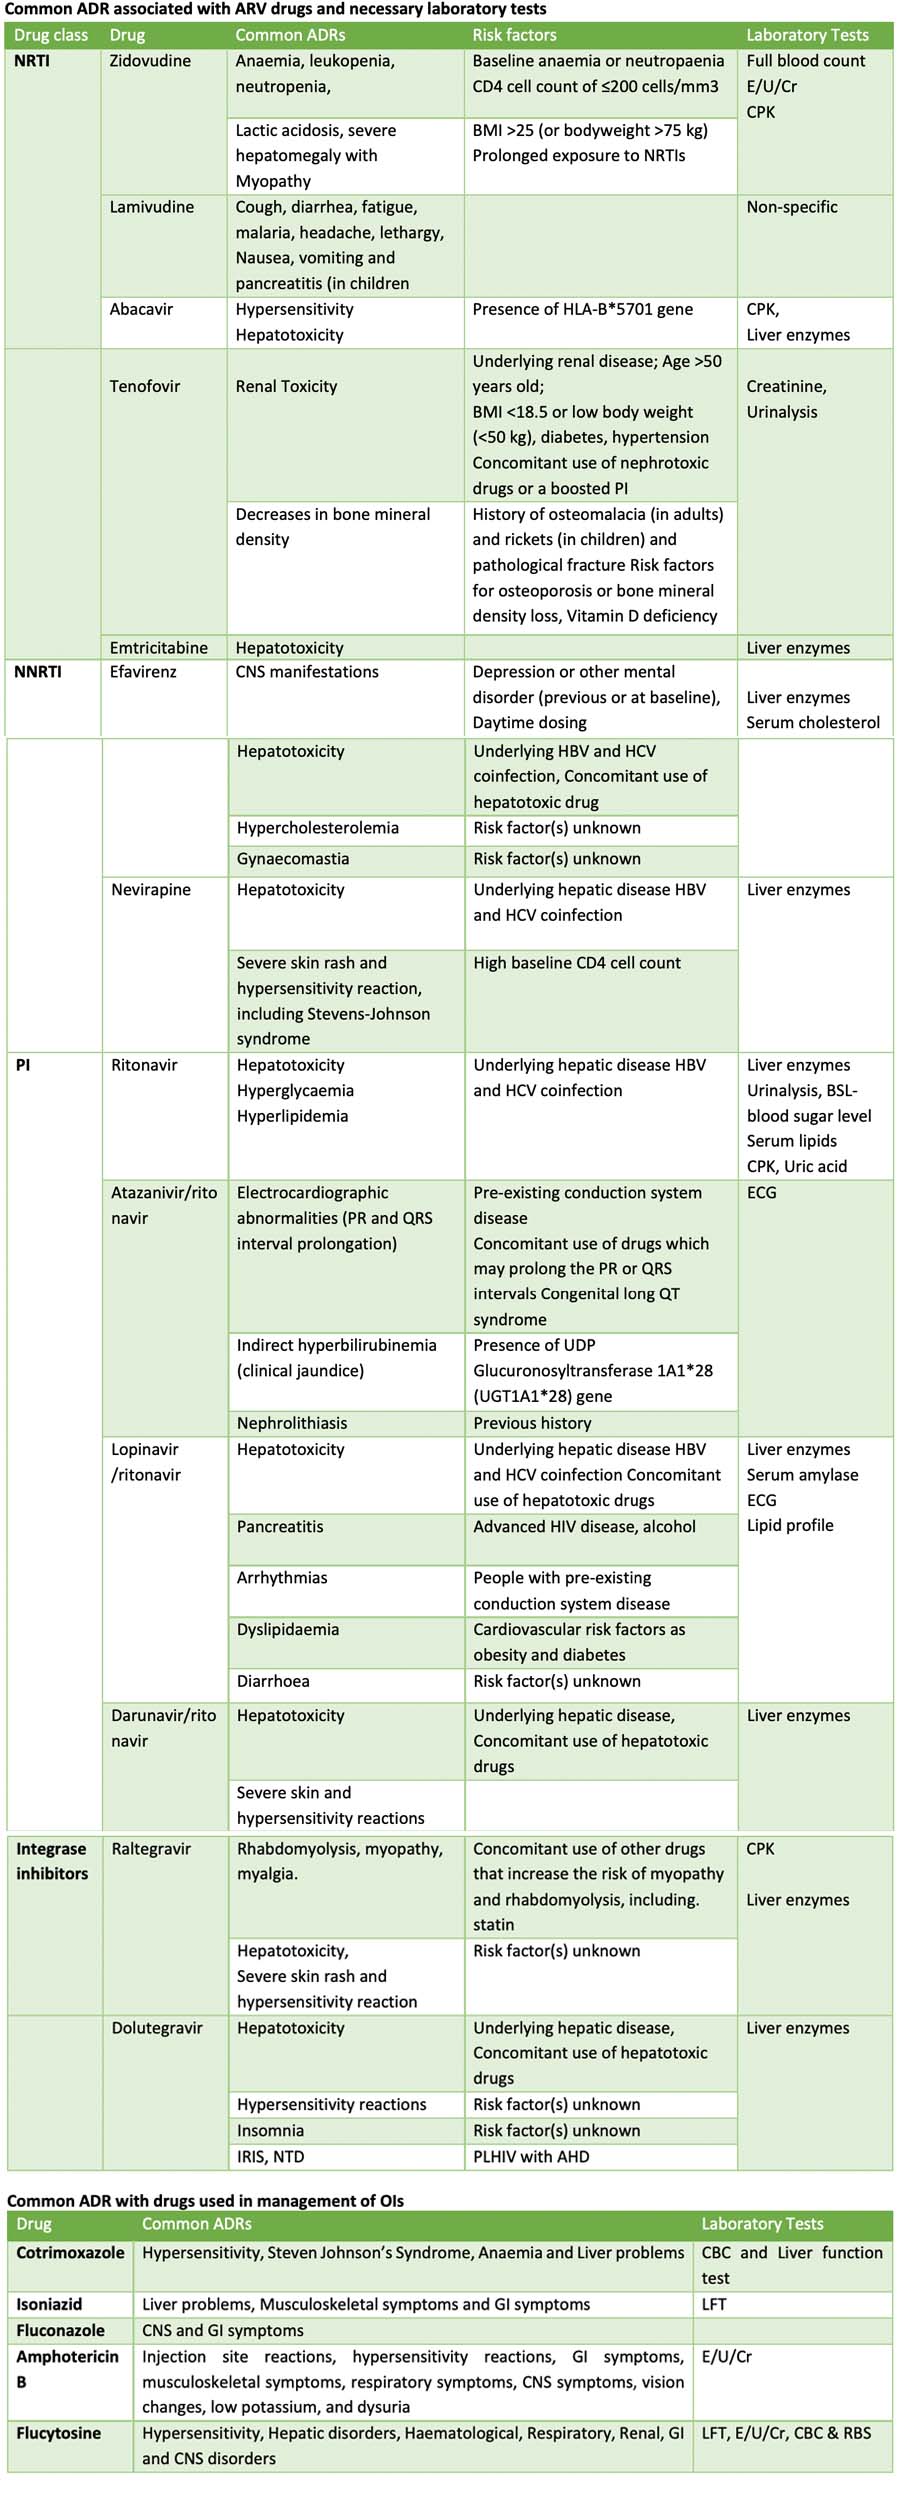 Common ADR associated with ARV drugs and necessary laboratory tests
Drug class Drug Common ADRs Risk factors Laboratory Tests
NRTI Zidovudine Anaemia, leukopenia, Baseline anaemia or neutropaenia Full blood count
neutropenia, CD4 cell count of ≤200 cells/mm3 E/U/Cr
CPK
Lactic acidosis, severe BMI >25 (or bodyweight >75 kg)
hepatomegaly with Prolonged exposure to NRTIs
Myopathy
Lamivudine Cough, diarrhea, fatigue, Non-specific
malaria, headache, lethargy,
Nausea, vomiting and
pancreatitis (in children
Abacavir Hypersensitivity Presence of HLA-B*5701 gene CPK,
Hepatotoxicity Liver enzymes
Underlying renal disease; Age >50
Tenofovir Renal Toxicity years old; Creatinine,
BMI <18.5 or low body weight Urinalysis
(<50 kg), diabetes, hypertension
Concomitant use of nephrotoxic
drugs or a boosted PI
Decreases in bone mineral History of osteomalacia (in adults)
density and rickets (in children) and
pathological fracture Risk factors
for osteoporosis or bone mineral
density loss, Vitamin D deficiency
Emtricitabine Hepatotoxicity Liver enzymes
NNRTI Efavirenz CNS manifestations Depression or other mental
disorder (previous or at baseline), Liver enzymes
Daytime dosing Serum cholesterol
Hepatotoxicity Underlying HBV and HCV
coinfection, Concomitant use of
hepatotoxic drug
Hypercholesterolemia Risk factor(s) unknown
Gynaecomastia Risk factor(s) unknown
Nevirapine Hepatotoxicity Underlying hepatic disease HBV Liver enzymes
and HCV coinfection
Severe skin rash and High baseline CD4 cell count
hypersensitivity reaction,
including Stevens-Johnson
syndrome
PI Ritonavir Hepatotoxicity Underlying hepatic disease HBV Liver enzymes
Hyperglycaemia and HCV coinfection Urinalysis, BSL-
Hyperlipidemia blood sugar level
Serum lipids
CPK, Uric acid
Atazanivir/rito Electrocardiographic Pre-existing conduction system ECG
navir abnormalities (PR and QRS disease
interval prolongation) Concomitant use of drugs which
may prolong the PR or QRS
intervals Congenital long QT
syndrome
Indirect hyperbilirubinemia Presence of UDP
(clinical jaundice) Glucuronosyltransferase 1A1*28
(UGT1A1*28) gene
Nephrolithiasis Previous history
Lopinavir Hepatotoxicity Underlying hepatic disease HBV Liver enzymes
/ritonavir and HCV coinfection Concomitant Serum amylase
use of hepatotoxic drugs ECG
Pancreatitis Advanced HIV disease, alcohol Lipid profile
Arrhythmias People with pre-existing
conduction system disease
Dyslipidaemia Cardiovascular risk factors as
obesity and diabetes
Diarrhoea Risk factor(s) unknown
Darunavir/rito Hepatotoxicity Underlying hepatic disease, Liver enzymes
navir Concomitant use of hepatotoxic
drugs
Severe skin and
hypersensitivity reactions
Integrase Raltegravir Rhabdomyolysis, myopathy, Concomitant use of other drugs CPK
inhibitors myalgia. that increase the risk of myopathy
and rhabdomyolysis, including. Liver enzymes
statin
Hepatotoxicity, Risk factor(s) unknown
Severe skin rash and
hypersensitivity reaction
Dolutegravir Hepatotoxicity Underlying hepatic disease, Liver enzymes
Concomitant use of hepatotoxic
drugs
Hypersensitivity reactions Risk factor(s) unknown
Insomnia Risk factor(s) unknown
IRIS, NTD PLHIV with AHD
Common ADR with drugs used in management of OIs
Drug Common ADRs Laboratory Tests
Cotrimoxazole Hypersensitivity, Steven Johnson's Syndrome, Anaemia and Liver problems CBC and Liver function
test
Isoniazid Liver problems, Musculoskeletal symptoms and GI symptoms LFT
Fluconazole CNS and GI symptoms
Amphotericin Injection site reactions, hypersensitivity reactions, GI symptoms, E/U/Cr
B musculoskeletal symptoms, respiratory symptoms, CNS symptoms, vision
changes, low potassium, and dysuria
Flucytosine Hypersensitivity, Hepatic disorders, Haematological, Respiratory, Renal, GI LFT, E/U/Cr, CBC & RBS
and CNS disorders